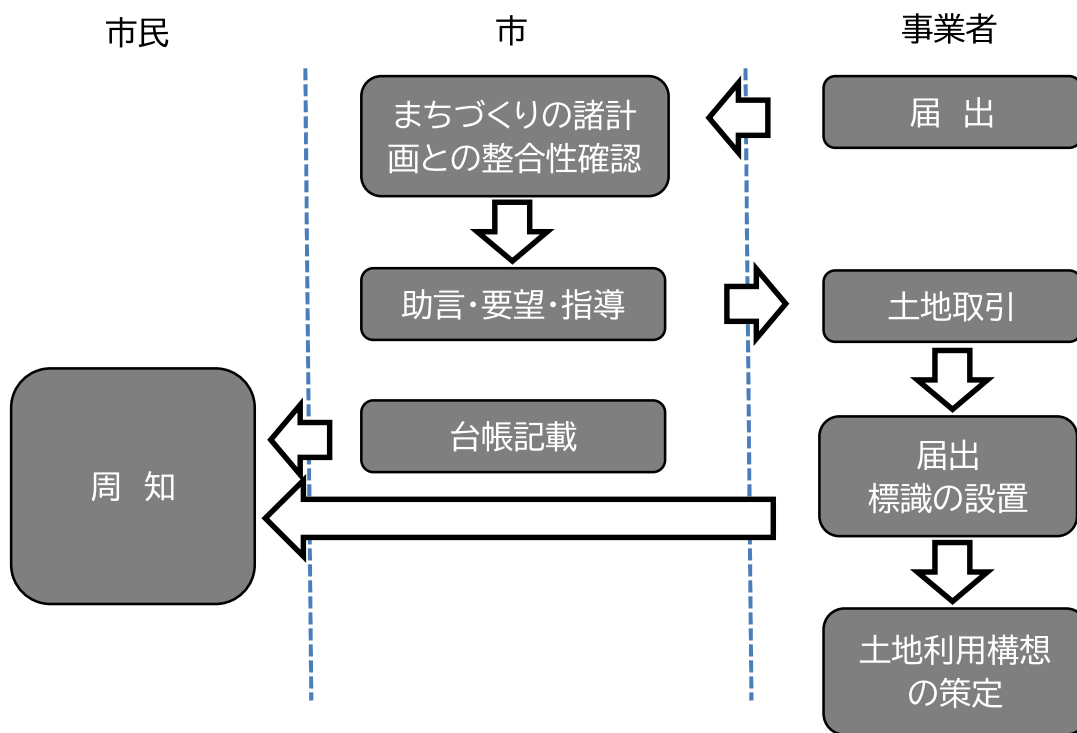 市民
市
事業者
まちづくりの諸計
画との整合性確認
届 出
助言・要望・指導
土地取引
台帳記載
周 知
届出
標識の設置
土地利用構想
の策定